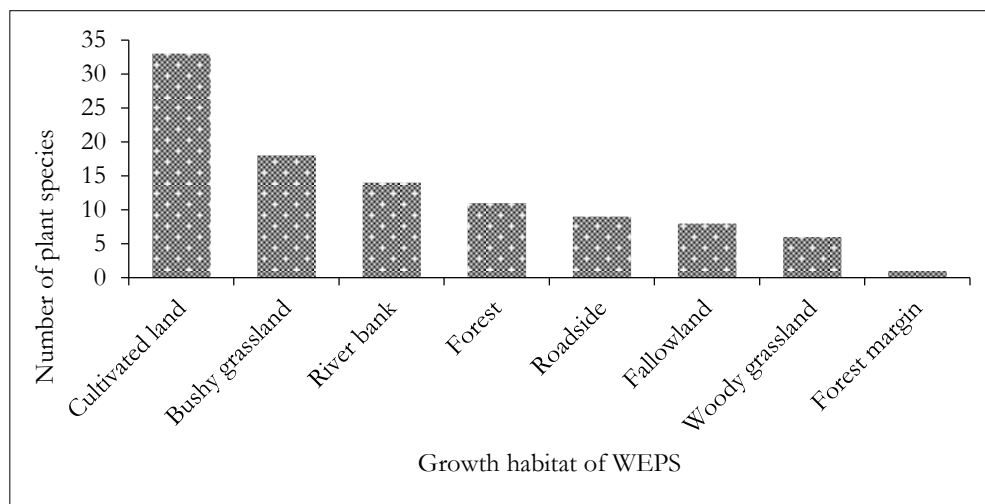 Number of plant species
35
30
25
20
15
10
5
0
Cultivated land
Bushy grassland
River bank
Forest
Roadside
Fallowland
Woody grassland
Forest margin
Growth habitat of WEPS